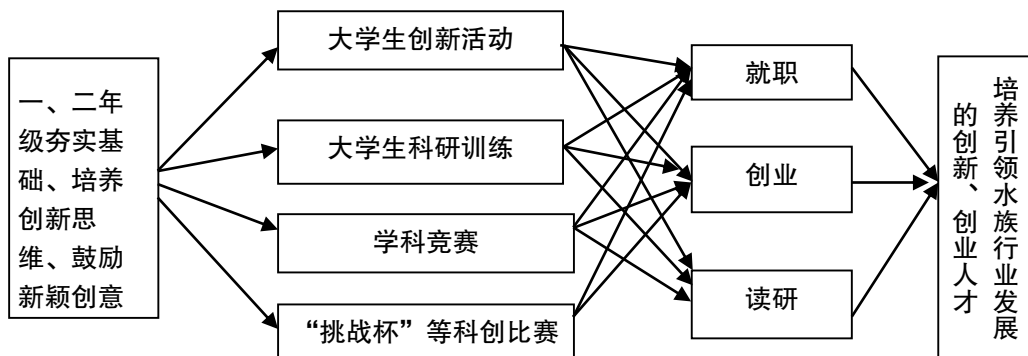 一、二年
级夯实基
础、培养
创新思
维、鼓励
新颖创意
大学生创新活动
大学生科研训练
学科竞赛
“挑战杯”等科创比赛
就职
创业
读研
培养引领水族行业发展
的创新、创业人才